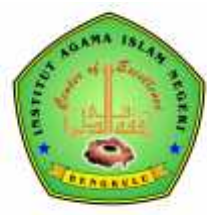 INSTITUT AGAMA ISLAM NEGERI
Center of Excellence
BENGKULU